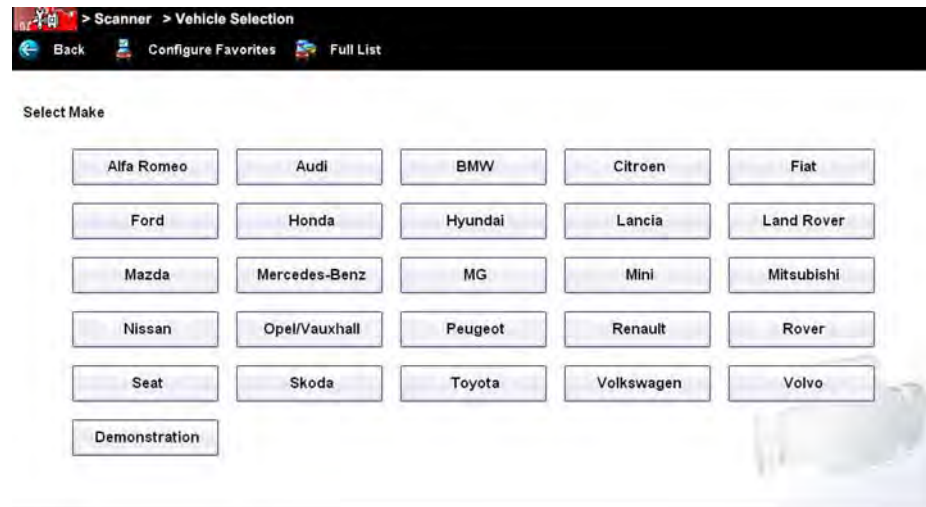 > Scanner > Vehicle Selection
Back Configure Favorites Full List
Select Make
Alfa Romeo Audi BMW Citroen Fiat
Ford Honda Hyundai Lancia Land Rover
Mazda Mercedes-Benz MG Mini Mitsubishi
Nissan Opel/Vauxhall Peugeot Renault Rover
Seat Skoda Toyota Volkswagen Volvo
Demonstration